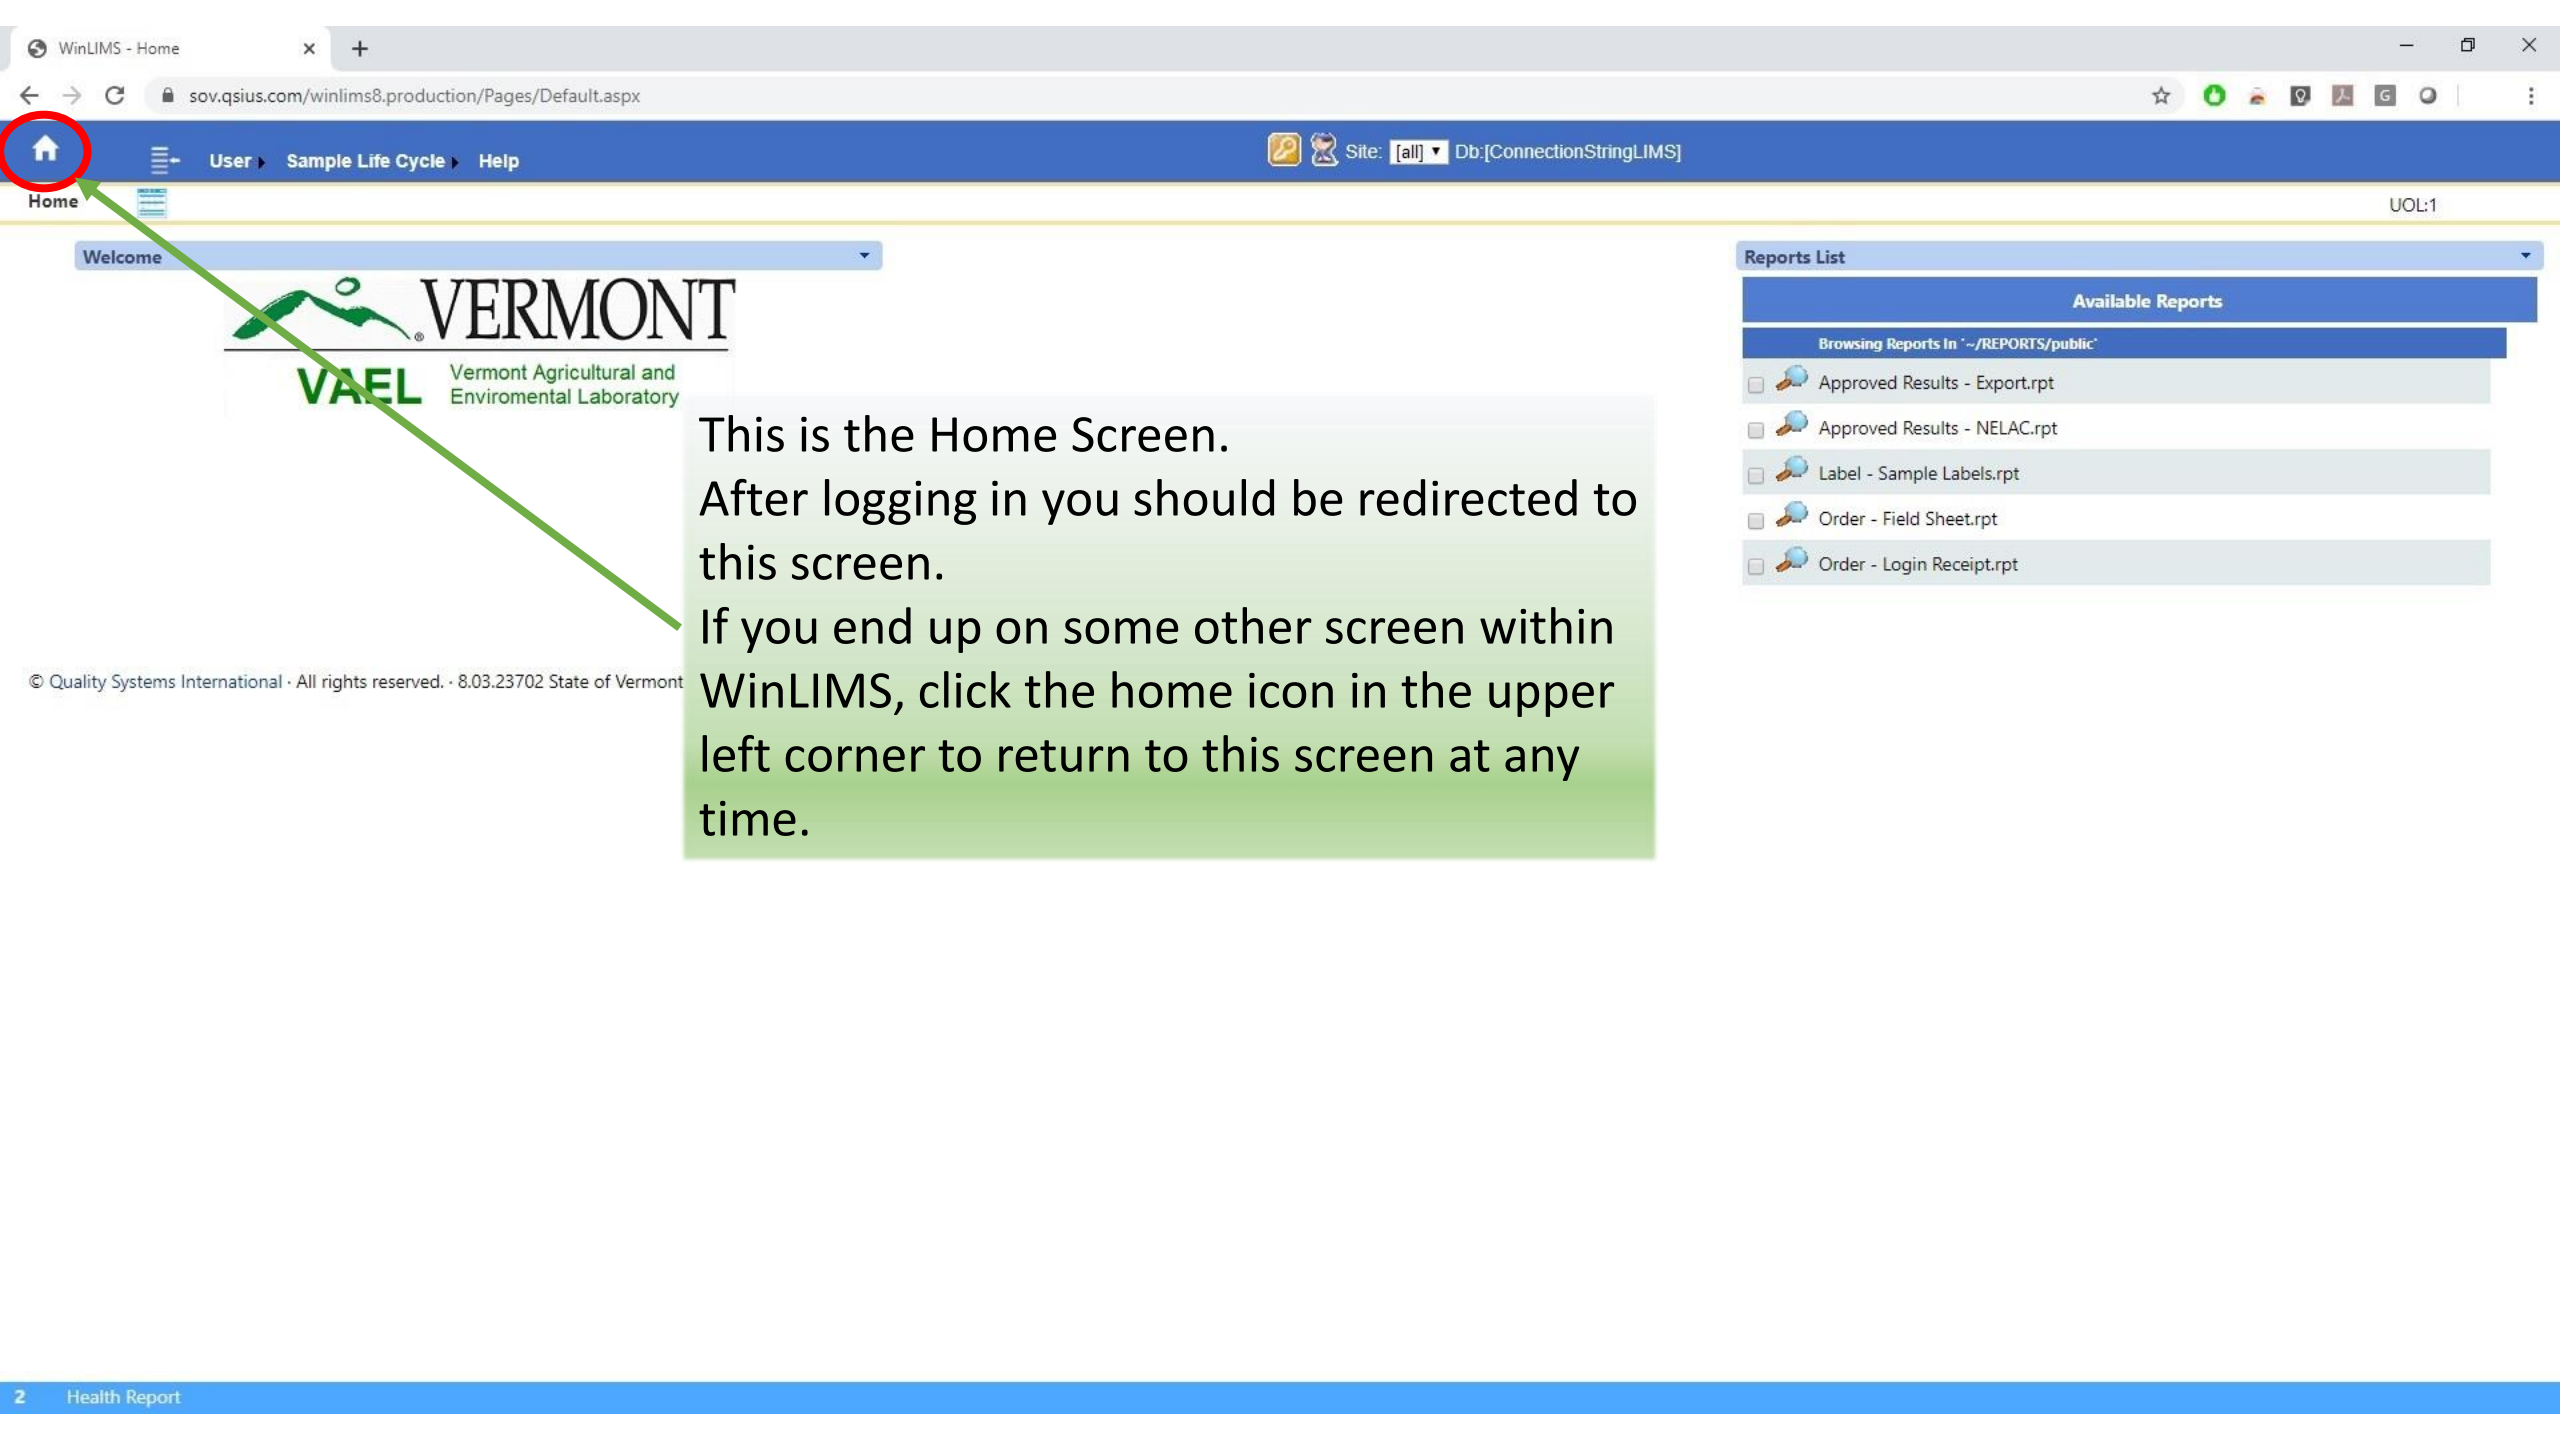 WinLIMS - Home
sov.qsius.com/winlims8.production/Pages/Default.aspx
User Sample Life Cycle Help
Site: [all] Db:[ConnectionStringLIMS]
Home
UOL:1
Welcome
VERMONT
VAEL
Vermont Agricultural and
Enviromental Laboratory
Reports List
Available Reports
Browsing Reports In '~/REPORTS/public'
Approved Results - Export.rpt
Approved Results - NELAC.rpt
Label - Sample Labels.rpt
Order - Field Sheet.rpt
Order - Login Receipt.rpt
This is the Home Screen.
After logging in you should be redirected to
this screen.
If you end up on some other screen within
WinLIMS, click the home icon in the upper
left corner to return to this screen at any
time.
© Quality Systems International · All rights reserved. · 8.03.23702 State of Vermont
2 Health Report